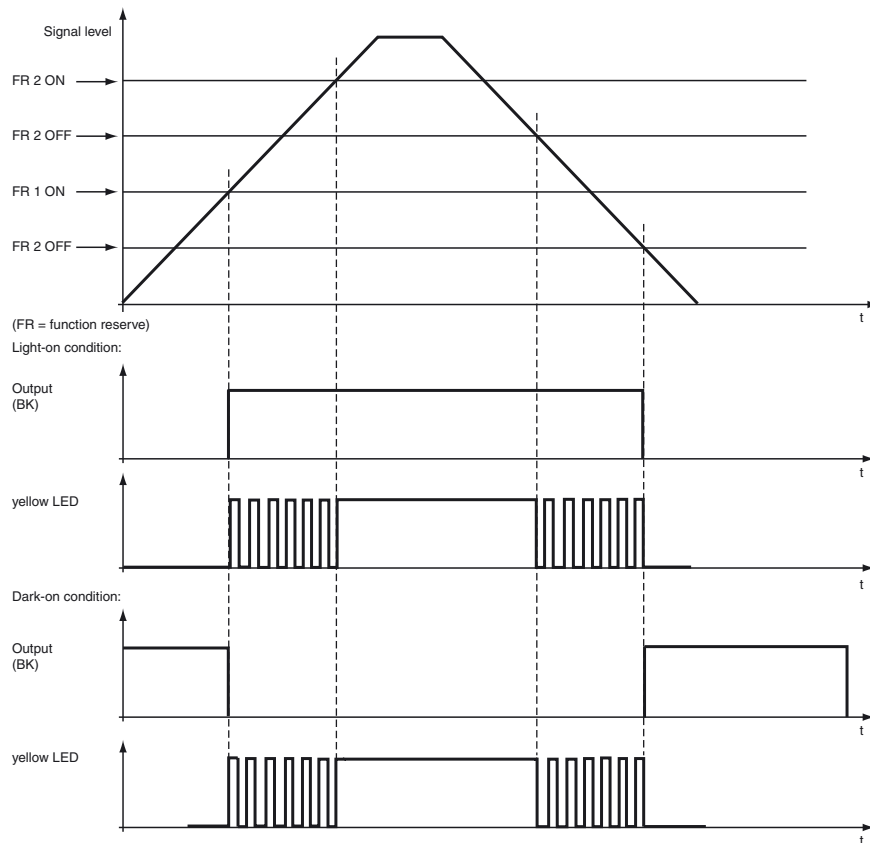 Signal level
FR 2 ON
FR 2 OFF
FR 1 ON
FR 2 OFF
t
(FR = function reserve)
Light-on condition:
Output
(BK)
t
yellow LED
t
Dark-on condition:
Output
(BK)
t
yellow LED
t